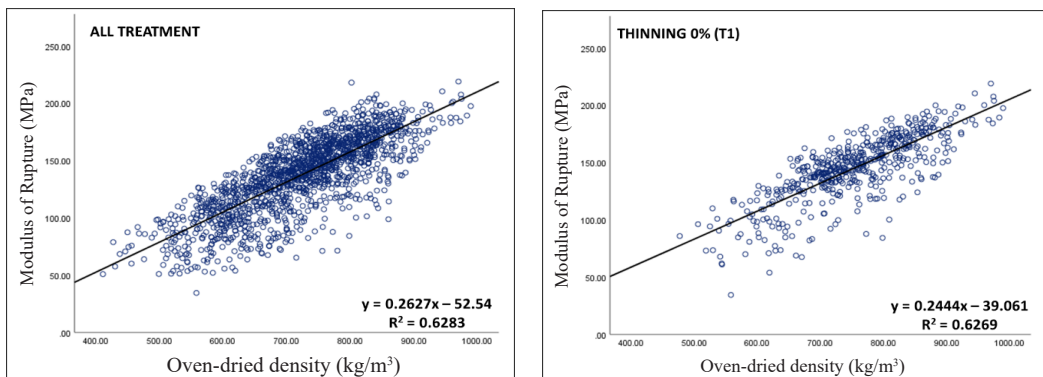 ALL TREATMENT
250.00
200.00
150.00
100.00
50.00
.00
Modulus of Rupture (MPa)
y = 0.2627x – 52.54
R² = 0.6283
400.00 500.00 600.00 700.00 800.00 900.00 1000.00
Oven-dried density (kg/m³)
THINNING 0% (T1)
250.00
200.00
150.00
100.00
50.00
.00
Modulus of Rupture (MPa)
y = 0.2444x – 39.061
R² = 0.6269
400.00 500.00 600.00 700.00 800.00 900.00 1000.00
Oven-dried density (kg/m³)